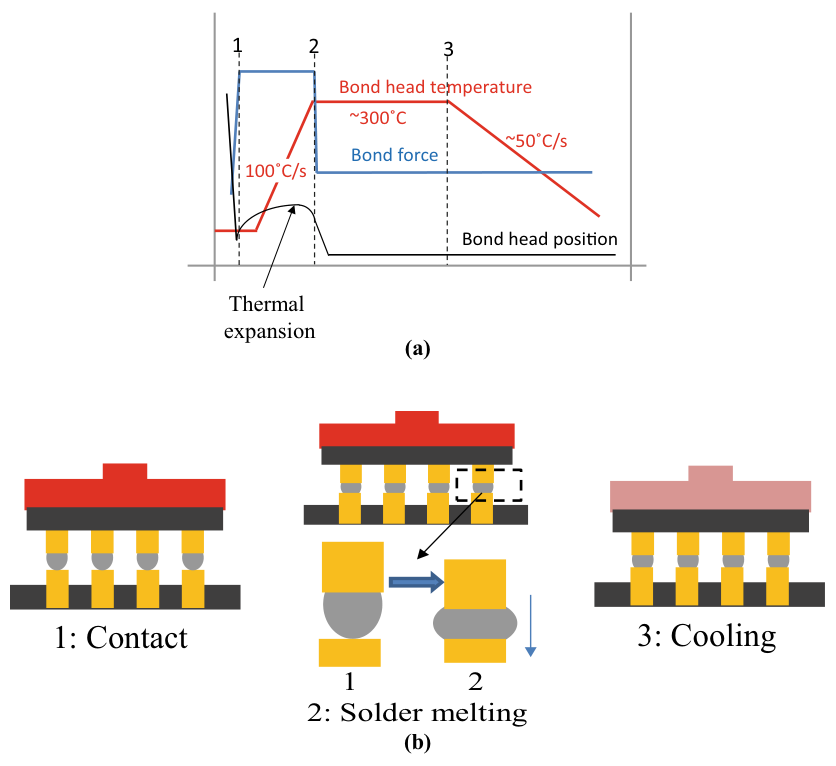 1
2
3
Bond head temperature
~300˚C
~50˚C/s
Bond force
100˚C/s
Bond head position
Thermal
expansion
(a)
1: Contact
1
2
2: Solder melting
3: Cooling
(b)